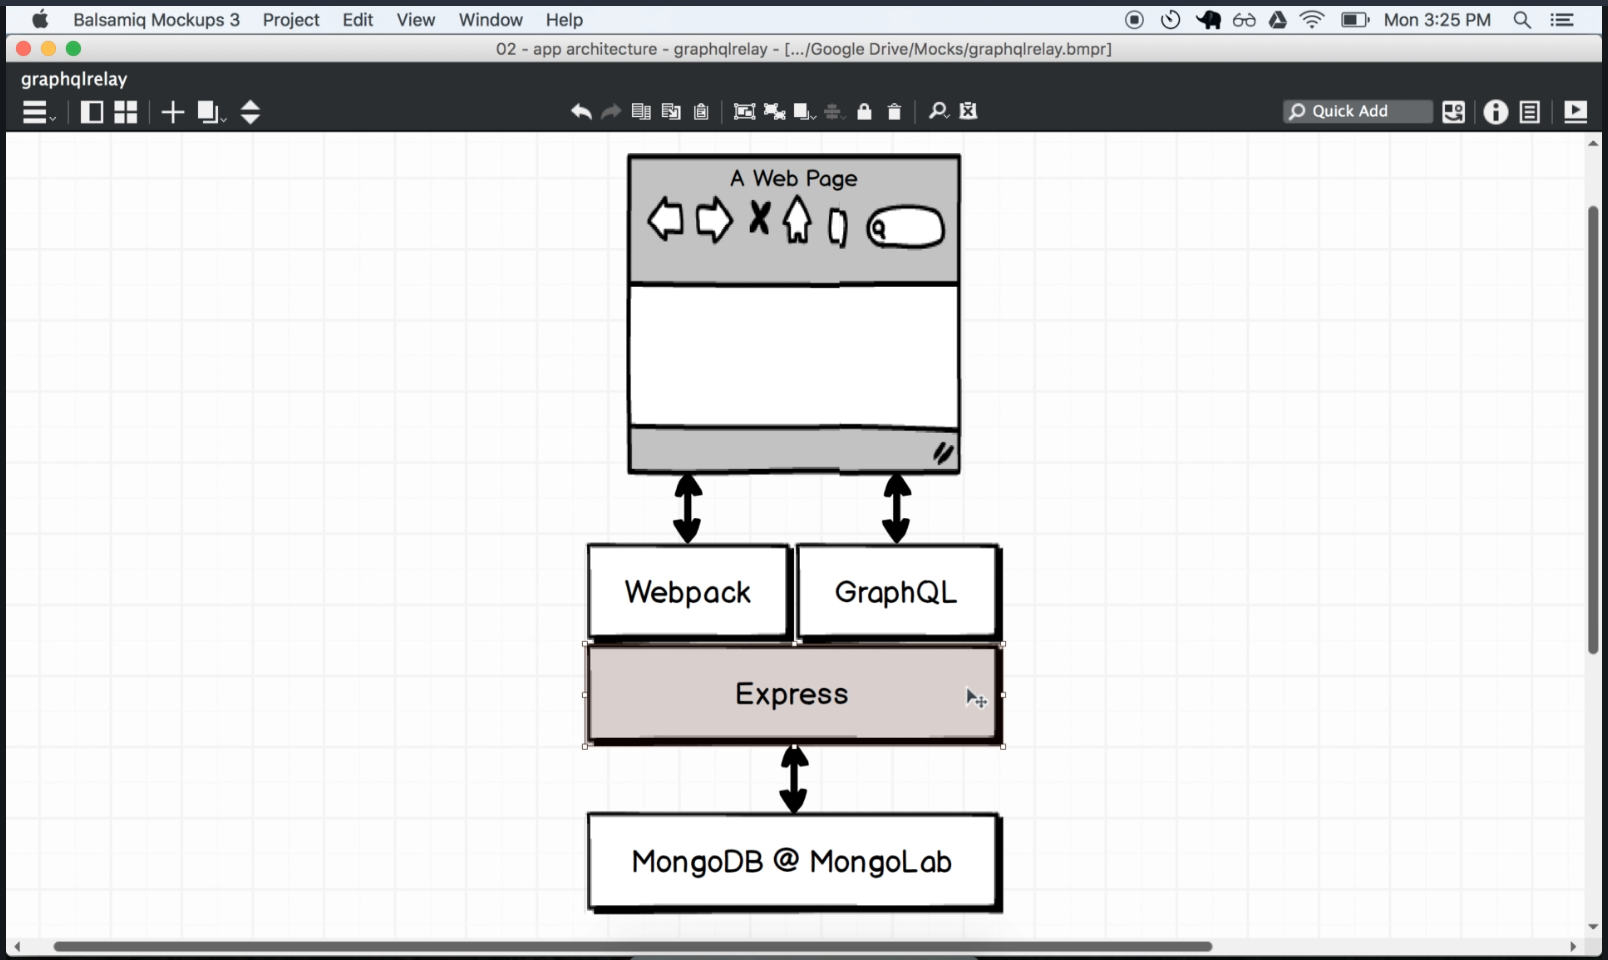 Balsamiq Mockups 3 Project Edit View Window Help Mon 3:25 PM
02 - app architecture - graphqlrelay - [.../Google Drive/Mocks/graphqlrelay.bmpr]
graphqlrelay
Quick Add
A Web Page
Webpack GraphQL
Express
MongoDB @ MongoLab